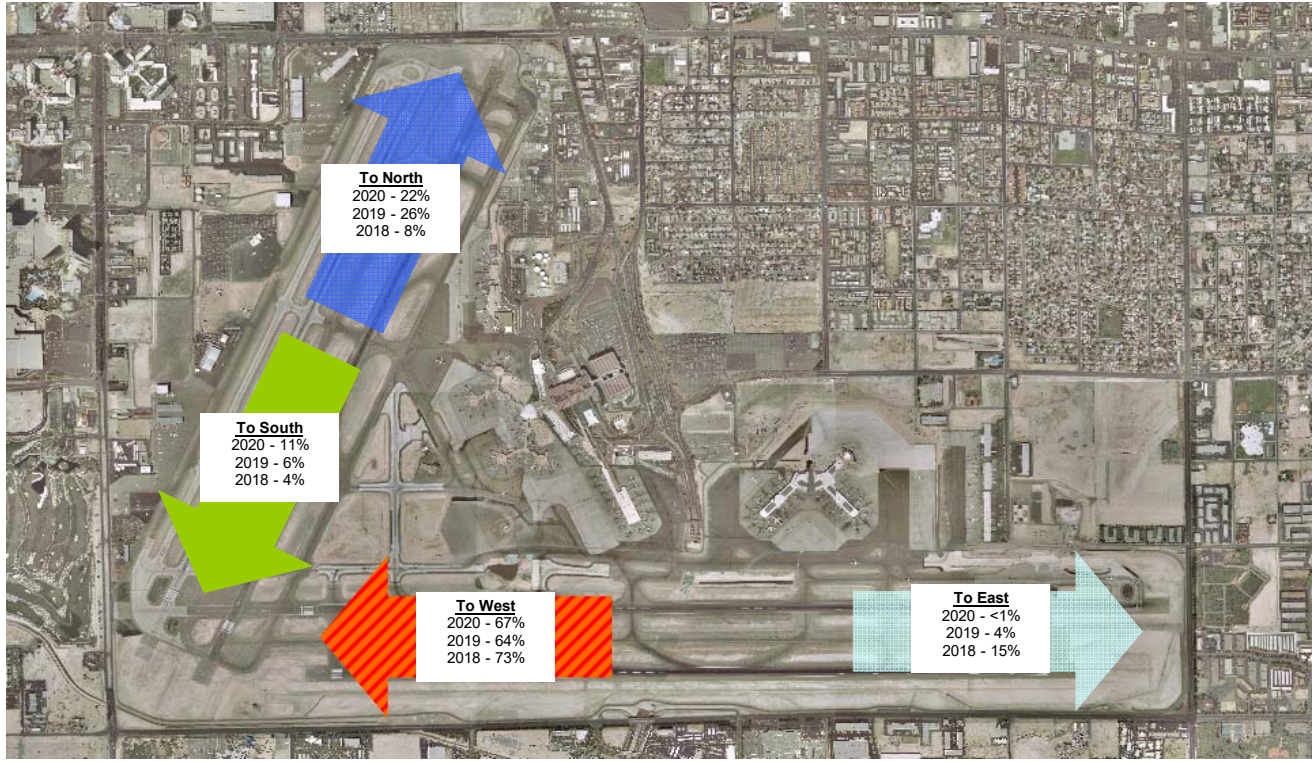 To North
2020 - 22%
2019 - 26%
2018 - 8%
To South
2020 - 11%
2019 - 6%
2018 - 4%
To West
2020 - 67%
2019 - 64%
2018 - 73%
To East
2020 - <1%
2019 - 4%
2018 - 15%